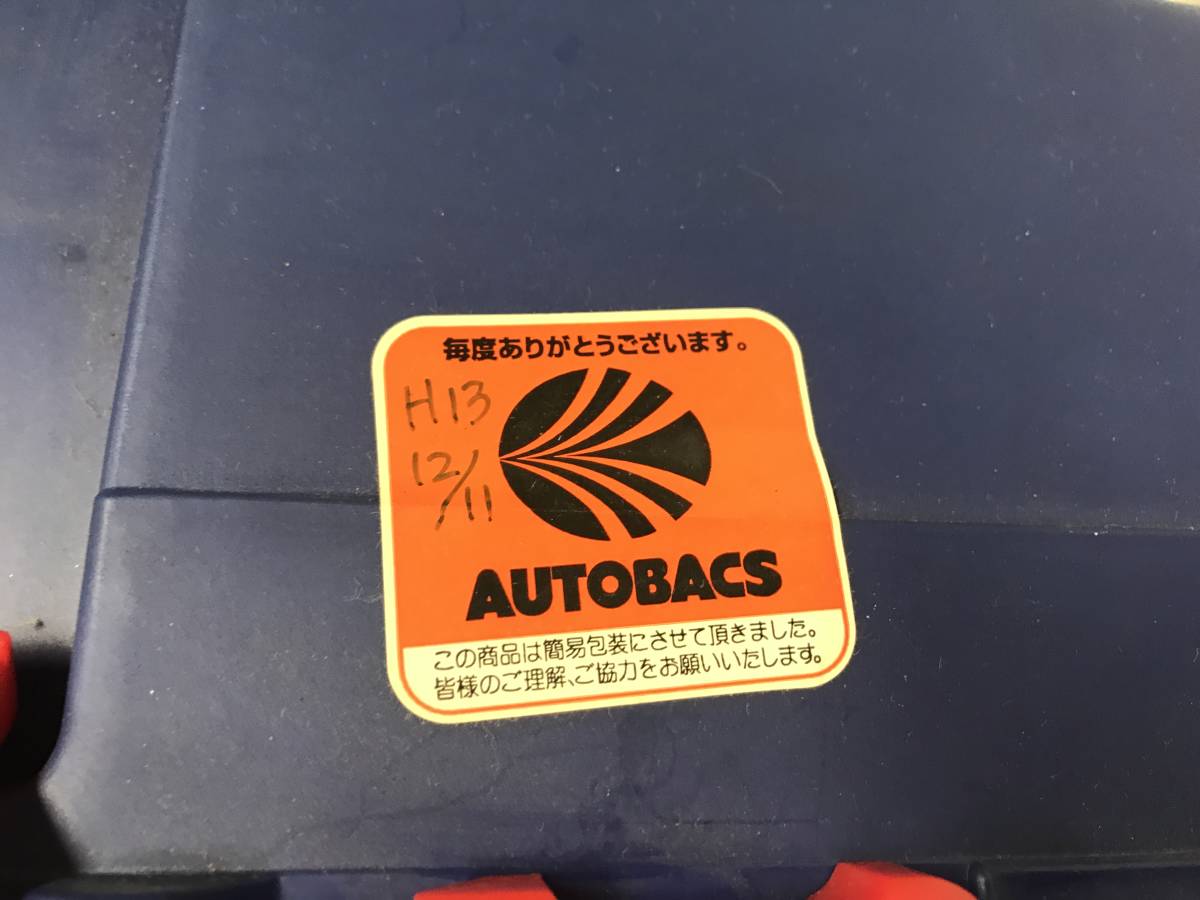 毎度ありがとうございます。
H13
12/11
AUTOBACS
この商品は簡易包装にさせて頂きました。
皆様のご理解、ご協力をお願いいたします。